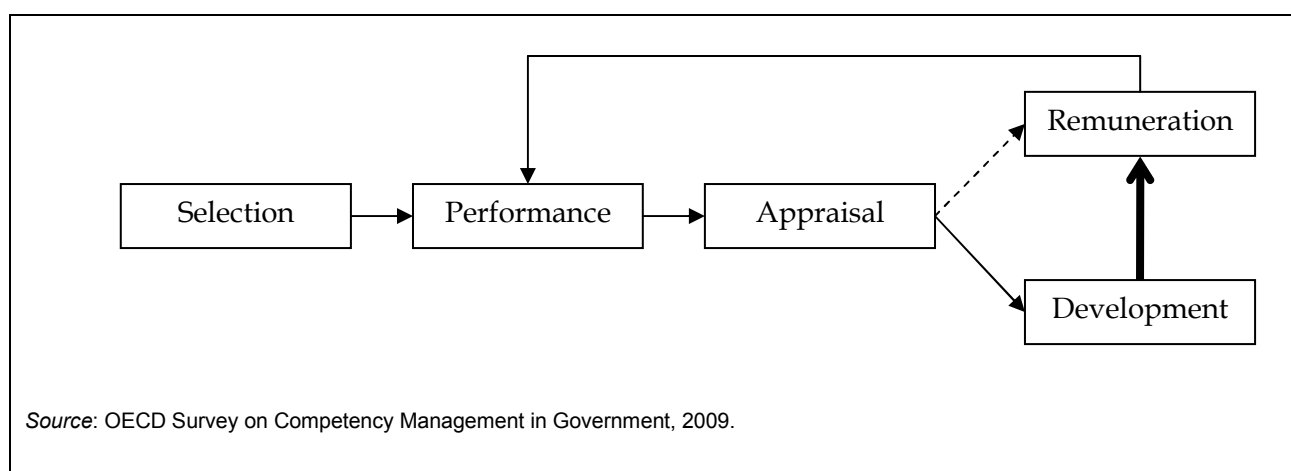 Remuneration
Selection
Performance
Appraisal
Development
Source: OECD Survey on Competency Management in Government, 2009.